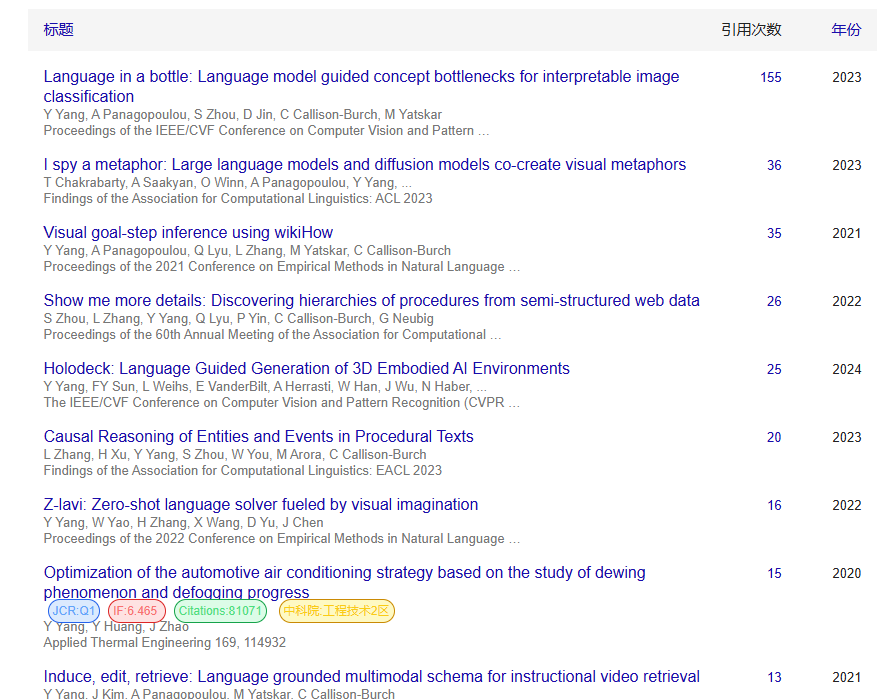 标题 引用次数 年份
Language in a bottle: Language model guided concept bottlenecks for interpretable image 155 2023
classification
Y Yang, A Panagopoulou, S Zhou, D Jin, C Callison-Burch, M Yatskar
Proceedings of the IEEE/CVF Conference on Computer Vision and Pattern …
I spy a metaphor: Large language models and diffusion models co-create visual metaphors 36 2023
T Chakrabarty, A Saakyan, O Winn, A Panagopoulou, Y Yang, ...
Findings of the Association for Computational Linguistics: ACL 2023
Visual goal-step inference using wikiHow 35 2021
Y Yang, A Panagopoulou, Q Lyu, L Zhang, M Yatskar, C Callison-Burch
Proceedings of the 2021 Conference on Empirical Methods in Natural Language …
Show me more details: Discovering hierarchies of procedures from semi-structured web data 26 2022
S Zhou, L Zhang, Y Yang, Q Lyu, P Yin, C Callison-Burch, G Neubig
Proceedings of the 60th Annual Meeting of the Association for Computational …
Holodeck: Language Guided Generation of 3D Embodied AI Environments 25 2024
Y Yang, FY Sun, L Weihs, E VanderBilt, A Herrasti, W Han, J Wu, N Haber, ...
The IEEE/CVF Conference on Computer Vision and Pattern Recognition (CVPR …
Causal Reasoning of Entities and Events in Procedural Texts 20 2023
L Zhang, H Xu, Y Yang, S Zhou, W You, M Arora, C Callison-Burch
Findings of the Association for Computational Linguistics: EACL 2023
Z-lavi: Zero-shot language solver fueled by visual imagination 16 2022
Y Yang, W Yao, H Zhang, X Wang, D Yu, J Chen
Proceedings of the 2022 Conference on Empirical Methods in Natural Language …
Optimization of the automotive air conditioning strategy based on the study of dewing 15 2020
phenomenon and defogging progress
JCR:Q1 IF:6.465 Citations:81071 中科院:工程技术2区
Y Yang, Y Huang, J Zhao
Applied Thermal Engineering 169, 114932
Induce, edit, retrieve: Language grounded multimodal schema for instructional video retrieval 13 2021
Y Yang, J Kim, A Panagopoulou, M Yatskar, C Callison-Burch